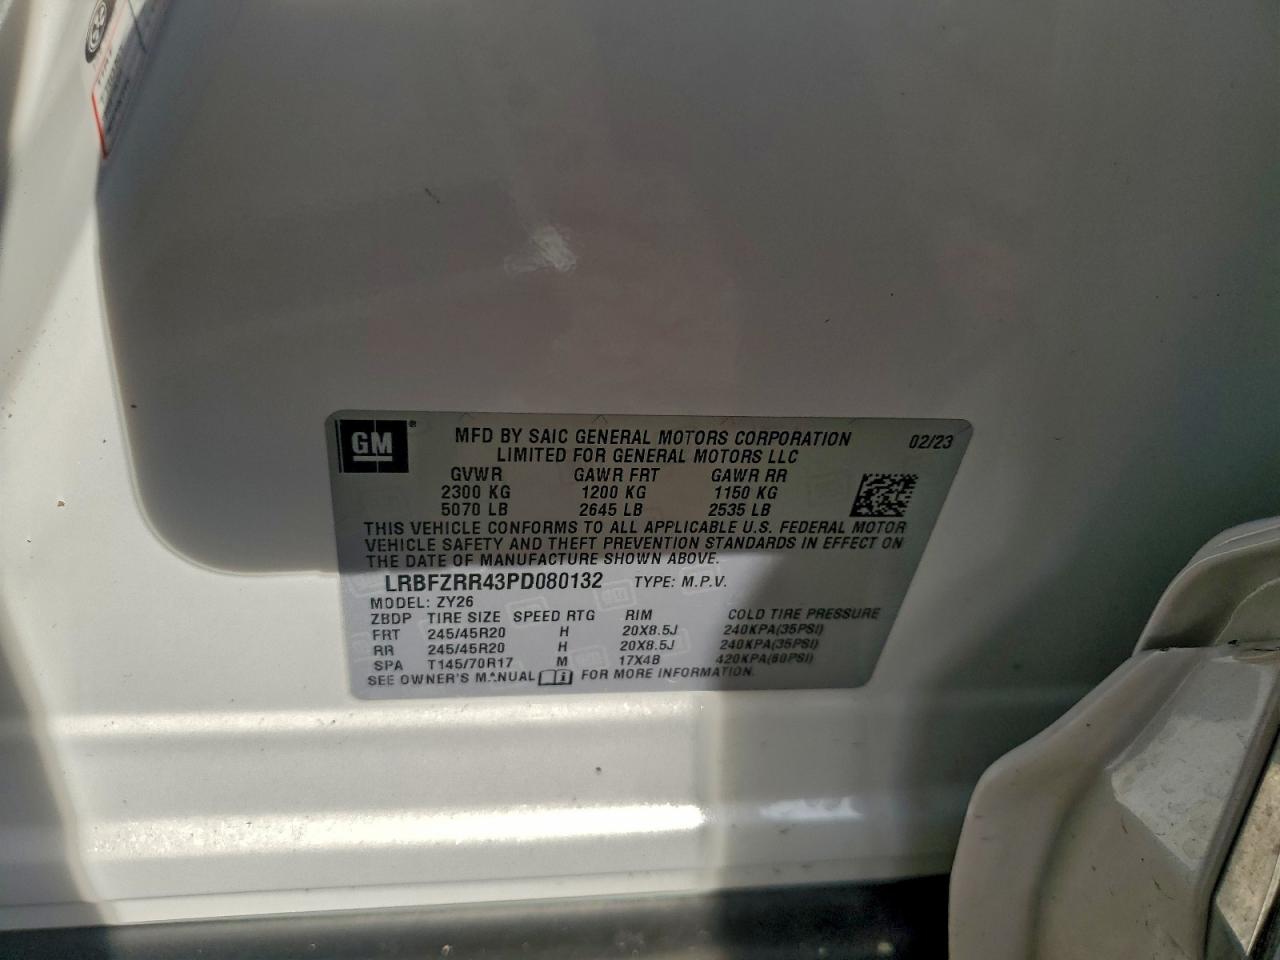 GM ®
MFD BY SAIC GENERAL MOTORS CORPORATION 02/23
LIMITED FOR GENERAL MOTORS LLC
GVWR GAWR FRT GAWR RR
2300 KG 1200 KG 1150 KG
5070 LB 2645 LB 2535 LB
THIS VEHICLE CONFORMS TO ALL APPLICABLE U.S. FEDERAL MOTOR
VEHICLE SAFETY AND THEFT PREVENTION STANDARDS IN EFFECT ON
THE DATE OF MANUFACTURE SHOWN ABOVE.
LRBFZRR43PD080132 TYPE: M.P.V.
MODEL: ZY26
ZBDP TIRE SIZE SPEED RTG RIM COLD TIRE PRESSURE
FRT 245/45R20 H 20X8.5J 240KPA(35PSI)
RR 245/45R20 H 20X8.5J 240KPA(35PSI)
SPA T145/70R17 M 17X4B 420KPA(60PSI)
SEE OWNER'S MANUAL FOR MORE INFORMATION.